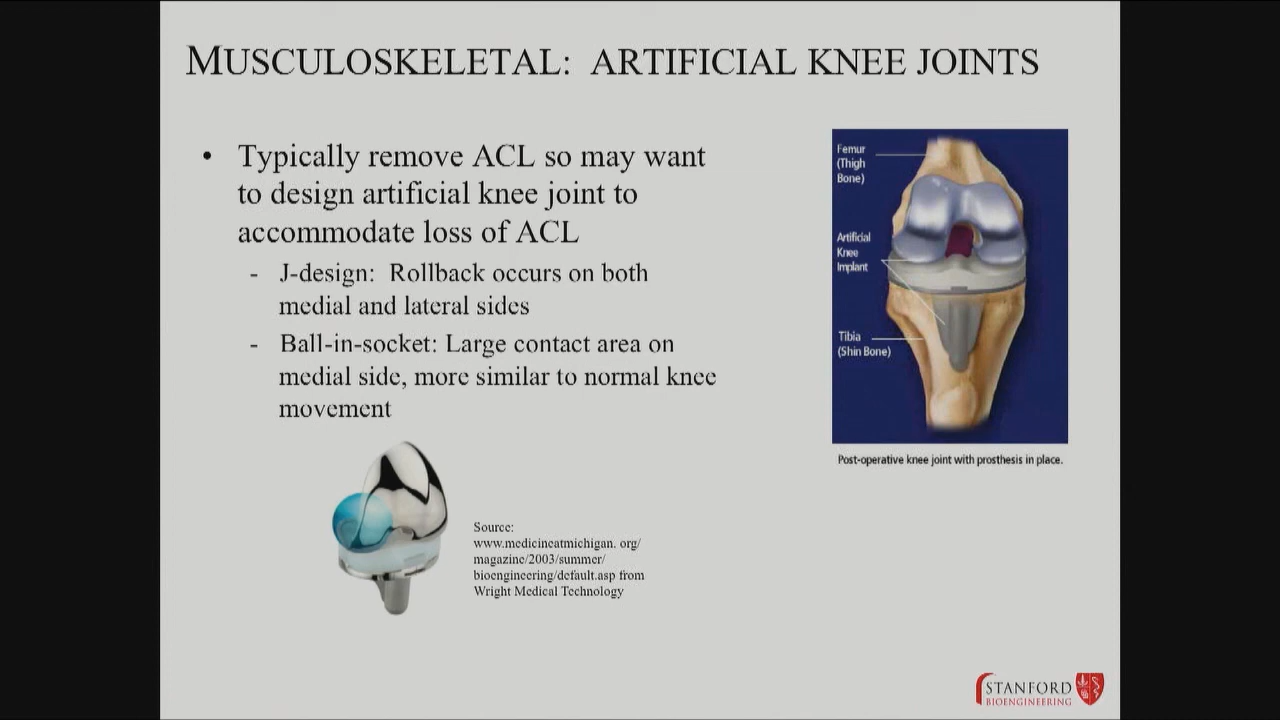 MUSCULOSKELETAL: ARTIFICIAL KNEE JOINTS
• Typically remove ACL so may want
to design artificial knee joint to
accommodate loss of ACL
- J-design: Rollback occurs on both
medial and lateral sides
- Ball-in-socket: Large contact area on
medial side, more similar to normal knee
movement
Femur
(Thigh
Bone)
Artificial
Knee
Implant
Tibia
(Shin Bone)
Post-operative knee joint with prosthesis in place.
Source:
www.medicineatmichigan. org/
magazine/2003/summer/
bioengineering/default.asp from
Wright Medical Technology
STANFORD
BIOENGINEERING